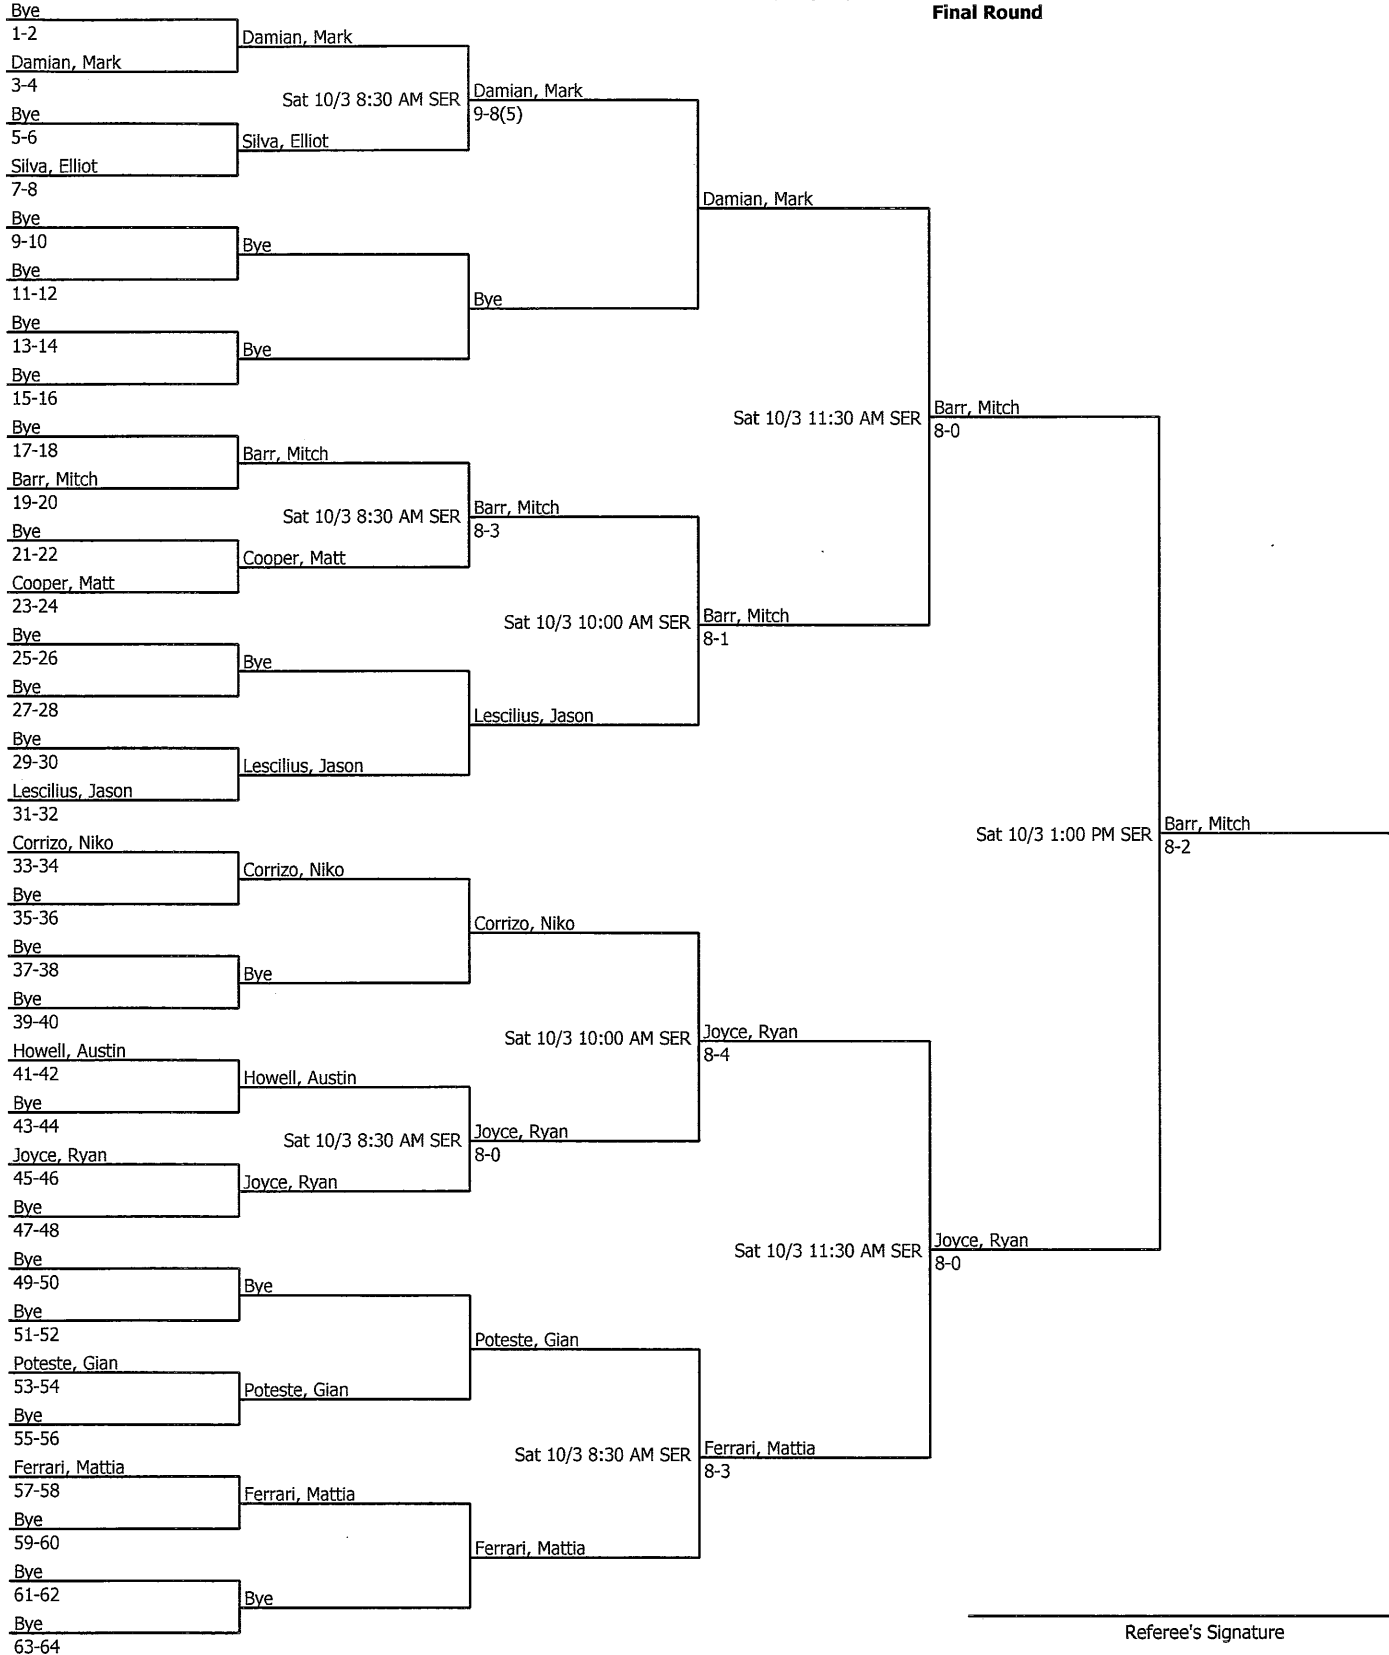 Final Round
Bye
1-2
Damian, Mark
3-4
Bye
5-6
Silva, Elliot
7-8
Bye
9-10
Bye
11-12
Bye
13-14
Bye
15-16
Bye
17-18
Barr, Mitch
19-20
Bye
21-22
Cooper, Matt
23-24
Bye
25-26
Bye
27-28
Bye
29-30
Lescilius, Jason
31-32
Corrizo, Niko
33-34
Bye
35-36
Bye
37-38
Bye
39-40
Howell, Austin
41-42
Bye
43-44
Joyce, Ryan
45-46
Bye
47-48
Bye
49-50
Bye
51-52
Poteste, Gian
53-54
Bye
55-56
Ferrari, Mattia
57-58
Bye
59-60
Bye
61-62
Bye
63-64
Damian, Mark
Sat 10/3 8:30 AM SER
Silva, Elliot
Bye
Bye
Barr, Mitch
Sat 10/3 8:30 AM SER
Cooper, Matt
Bye
Lescilius, Jason
Corrizo, Niko
Bye
Howell, Austin
Sat 10/3 8:30 AM SER
Joyce, Ryan
Bye
Poteste, Gian
Ferrari, Mattia
Bye
Damian, Mark
9-8(5)
Bye
Barr, Mitch
8-3
Sat 10/3 10:00 AM SER
Lescilius, Jason
Corrizo, Niko
Sat 10/3 10:00 AM SER
Joyce, Ryan
8-0
Poteste, Gian
Sat 10/3 8:30 AM SER
Ferrari, Mattia
Damian, Mark
Sat 10/3 11:30 AM SER
Barr, Mitch
8-1
Joyce, Ryan
8-4
Sat 10/3 11:30 AM SER
Ferrari, Mattia
8-3
Barr, Mitch
8-0
Sat 10/3 1:00 PM SER
Joyce, Ryan
8-0
Barr, Mitch
8-2
Referee's Signature